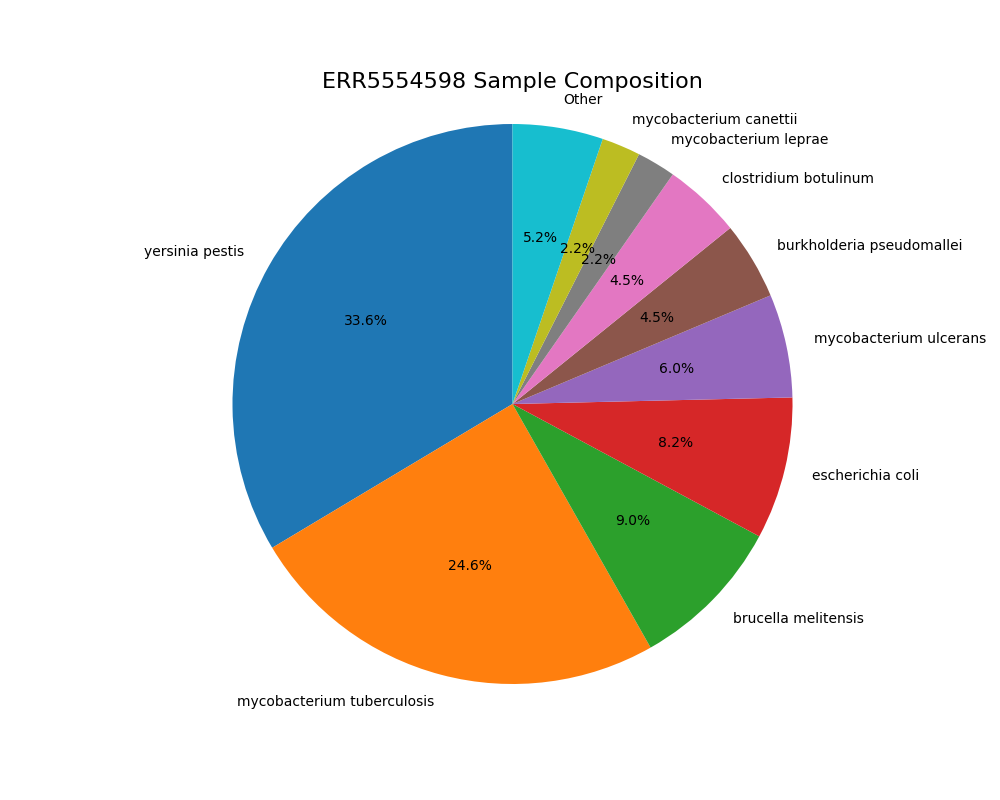 ERR5554598 Sample Composition
Other
mycobacterium canettii
mycobacterium leprae
clostridium botulinum
burkholderia pseudomallei
mycobacterium ulcerans
escherichia coli
brucella melitensis
mycobacterium tuberculosis
yersinia pestis
5.2%
2.2%
2.2%
4.5%
4.5%
6.0%
8.2%
9.0%
24.6%
33.6%